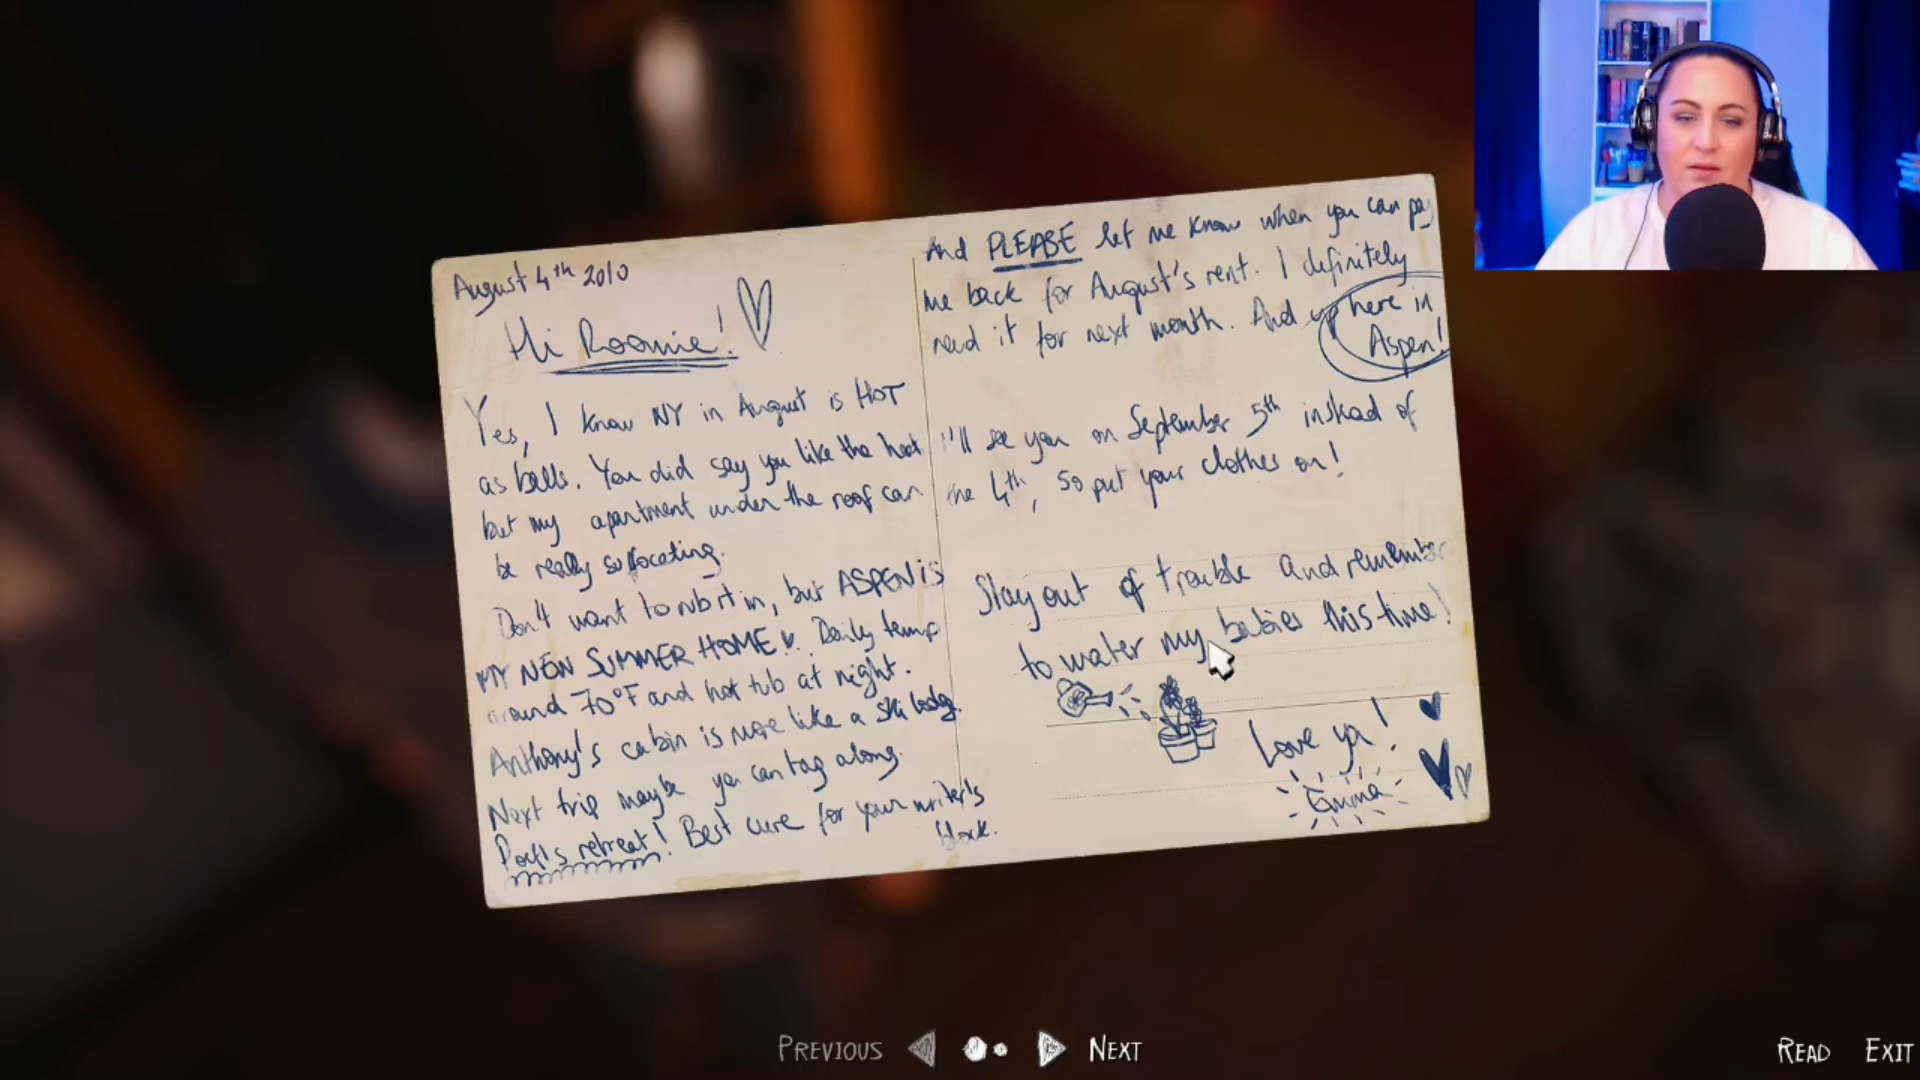 August 4th 2010
Hi Roomie!
Yes, I know NY in August is HOT
as balls. You did say you like the heat
but my apartment under the roof can
be really suffocating.
Don't want to rub it in, but ASPEN is
MY NEW SUMMER HOME! Daily temp
around 70°F and hot tub at night.
Anthony's cabin is more like a ski lodge.
Next trip maybe you can tag along.
Poet's retreat! Best cure for your writer's
block.
And PLEASE let me know when you can pay
me back for August's rent. I definitely
need it for next month. And up here in
Aspen!
I'll see you on September 5th instead of
the 4th, so put your clothes on!
Stay out of trouble and remember
to water my babies this time!
Love ya!
Emma
PREVIOUS
NEXT
READ
EXIT